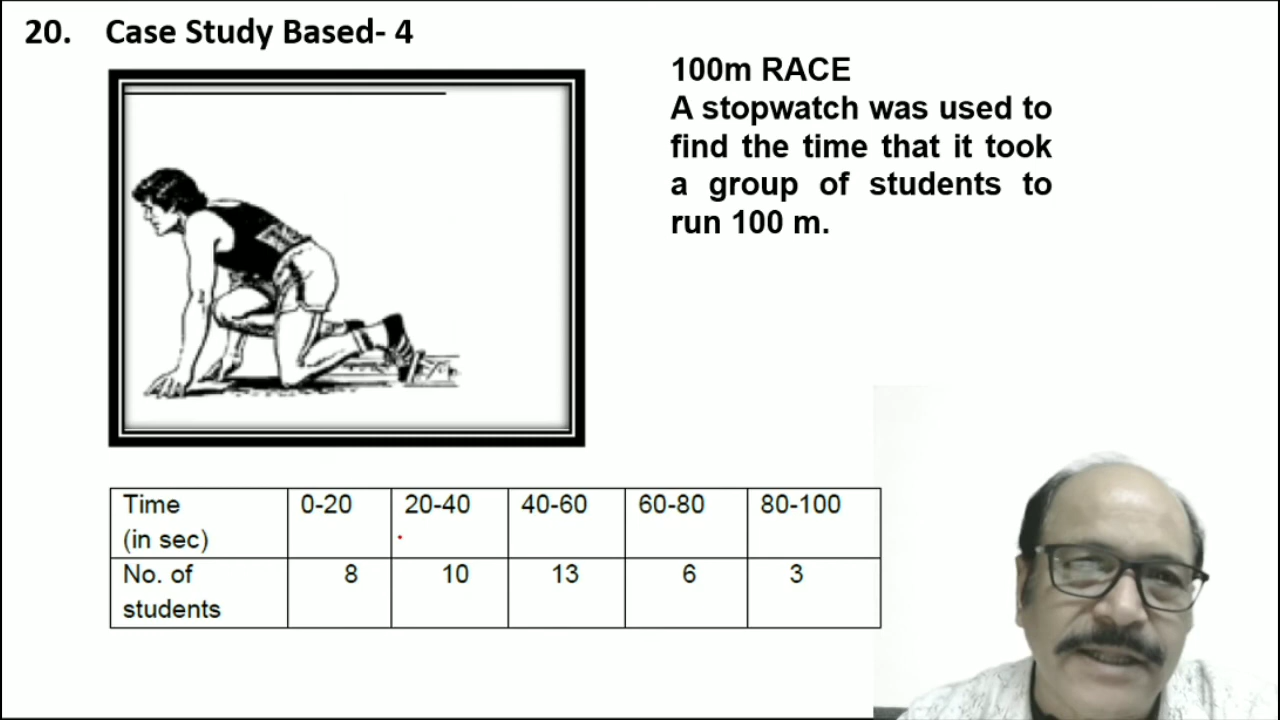 20. Case Study Based- 4
100m RACE
A stopwatch was used to
find the time that it took
a group of students to
run 100 m.
Time (in sec) 0-20 20-40 40-60 60-80 80-100
No. of students 8 10 13 6 3